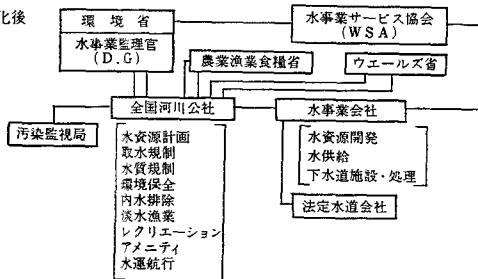 化後
環境省
水事業監理官
(D.G)
水事業サービス協会
(WSA)
農業漁業食糧省
ウエールズ省
全国河川公社
水事業会社
汚染監視局
水資源計画
取水規制
水質規制
環境保全
内水排除
淡水漁業
レクリエーション
アメニティ
水運航行
水資源開発
水供給
下水道施設・処理
法定水道会社